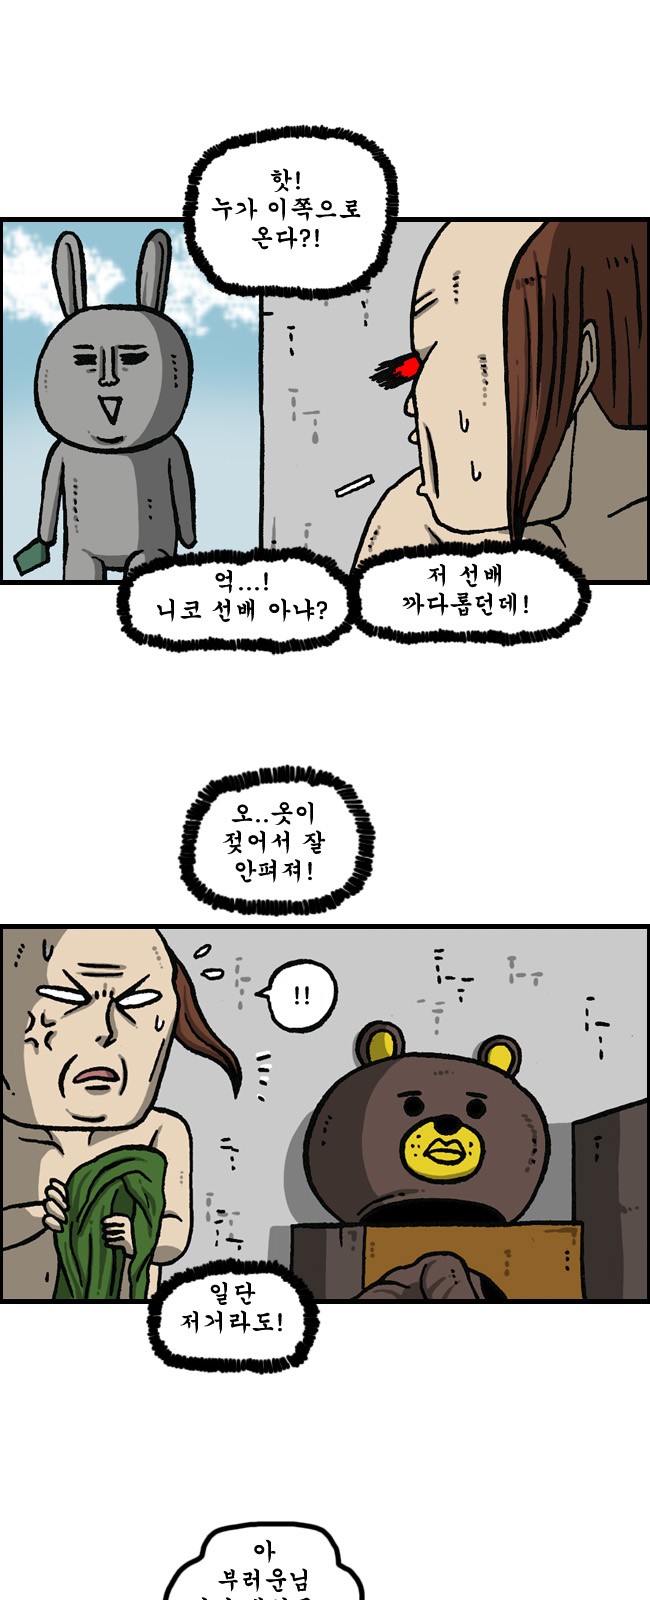 핫!
누가 이쪽으로
온다?!
억...!
니코 선배 아냐?
저 선배
까다롭던데!
오..옷이
젖어서 잘
안펴져!
!!
일단
저거라도!
아
부러운님